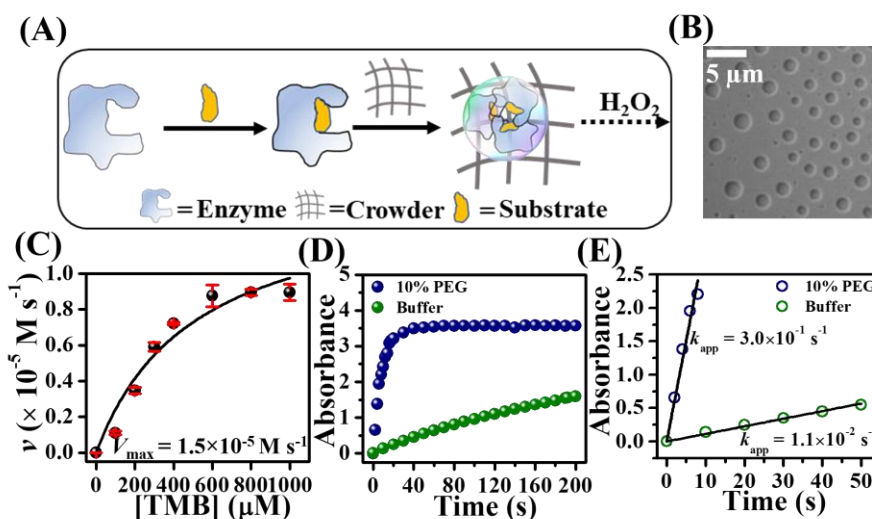 (A)
H₂O₂
=Enzyme =Crowder =Substrate
(B)
5 µm
(C)
1.0
0.8
0.6
0.4
0.2
0.0
v (× 10⁻⁵ M s⁻¹)
Vmax = 1.5×10⁻⁵ M s⁻¹
0 200 400 600 800 1000
[TMB] (µM)
(D)
5
4
3
2
1
0
Absorbance
10% PEG
Buffer
0 40 80 120 160 200
Time (s)
(E)
2.5
2.0
1.5
1.0
0.5
0.0
Absorbance
10% PEG
Buffer
kapp = 3.0×10⁻¹ s⁻¹
kapp = 1.1×10⁻² s⁻
0 10 20 30 40 50
Time (s)